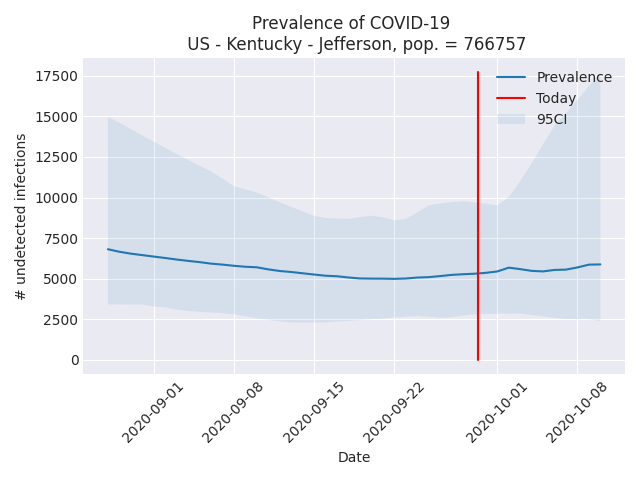 Prevalence of COVID-19
US - Kentucky - Jefferson, pop. = 766757
17500
15000
12500
10000
7500
5000
2500
0
# undetected infections
Prevalence
Today
95CI
2020-09-01
2020-09-08
2020-09-15
2020-09-22
2020-10-01
2020-10-08
Date